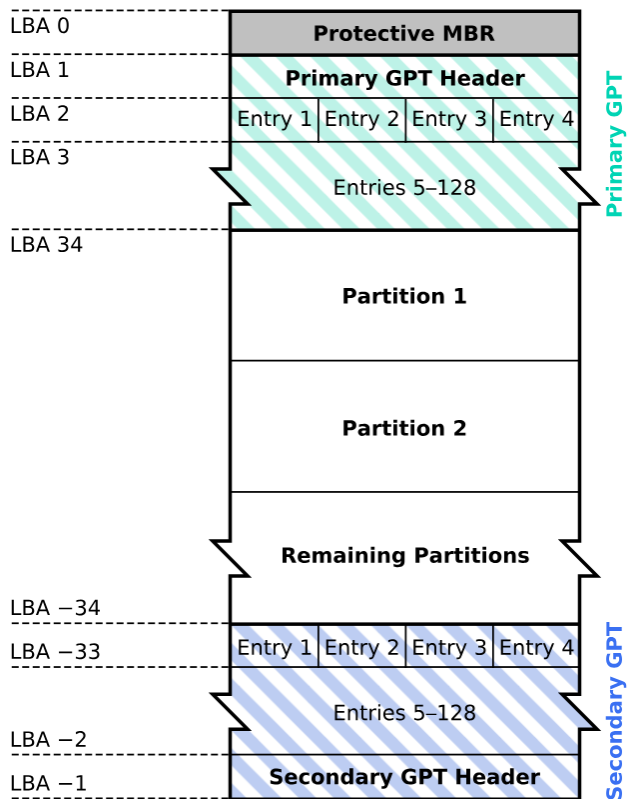 LBA 0
Protective MBR
LBA 1
Primary GPT Header
LBA 2
Entry 1 Entry 2 Entry 3 Entry 4
LBA 3
Entries 5–128
Primary GPT
LBA 34
Partition 1
Partition 2
Remaining Partitions
LBA −34
LBA −33
Entry 1 Entry 2 Entry 3 Entry 4
Entries 5–128
LBA −2
Secondary GPT Header
LBA −1
Secondary GPT